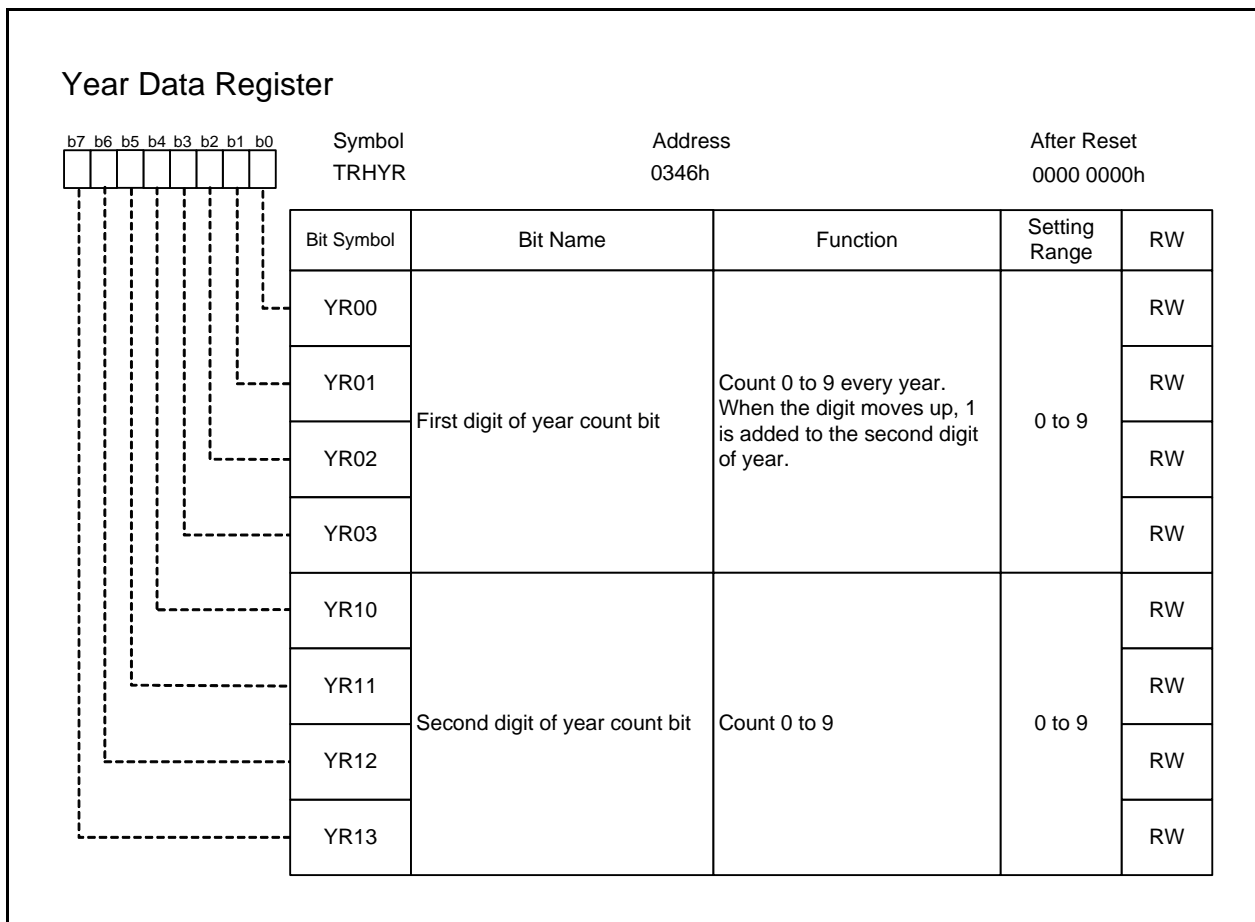 Year Data Register
b7 b6 b5 b4 b3 b2 b1 b0
Symbol Address After Reset
TRHYR 0346h 0000 0000h
Bit Symbol Bit Name Function Setting Range RW
YR00 RW
YR01 RW
YR02 RW
YR03 RW
First digit of year count bit
Count 0 to 9 every year.
When the digit moves up, 1
is added to the second digit
of year.
0 to 9
YR10 RW
YR11 RW
YR12 RW
YR13 RW
Second digit of year count bit
Count 0 to 9
0 to 9